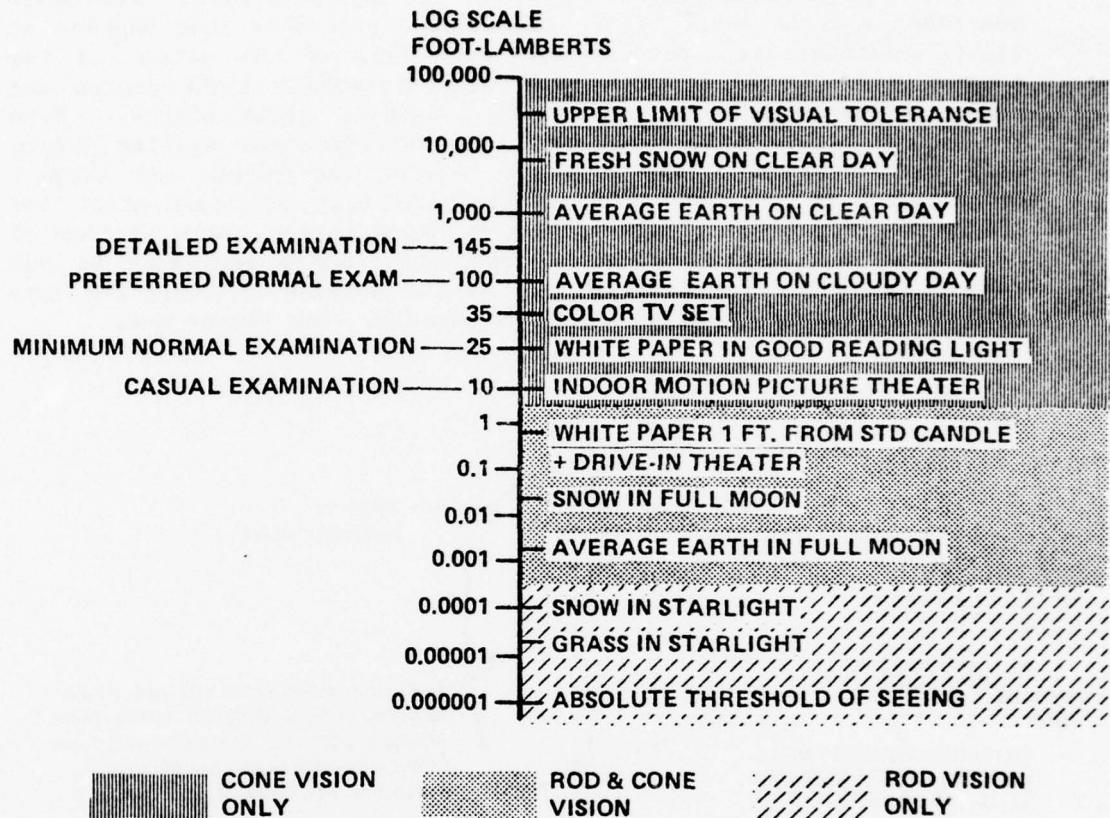 LOG SCALE
FOOT-LAMBERTS
100,000
UPPER LIMIT OF VISUAL TOLERANCE
10,000
FRESH SNOW ON CLEAR DAY
1,000 AVERAGE EARTH ON CLEAR DAY
DETAILED EXAMINATION 145
PREFERRED NORMAL EXAM 100 AVERAGE EARTH ON CLOUDY DAY
35 COLOR TV SET
MINIMUM NORMAL EXAMINATION 25 WHITE PAPER IN GOOD READING LIGHT
CASUAL EXAMINATION 10 INDOOR MOTION PICTURE THEATER
1
WHITE PAPER 1 FT. FROM STD CANDLE
+ DRIVE-IN THEATER
0.1
SNOW IN FULL MOON
0.01
AVERAGE EARTH IN FULL MOON
0.001
0.0001 SNOW IN STARLIGHT
GRASS IN STARLIGHT
0.00001
0.000001 ABSOLUTE THRESHOLD OF SEEING
CONE VISION
ONLY
ROD & CONE
VISION
ROD VISION
ONLY